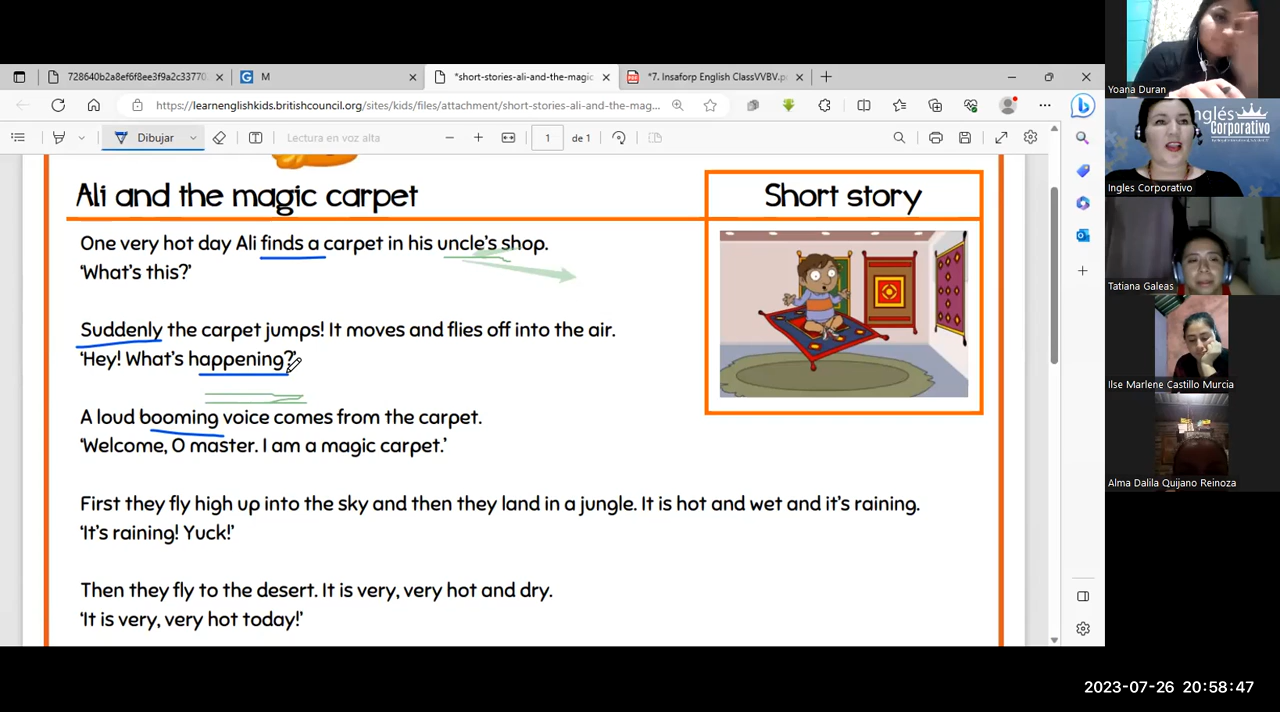 728640b2a8ef6f8ee3f9a2c33770
M
*short-stories-ali-and-the-magic
*7. Insaforp English ClassVVBV.p
https://learnenglishkids.britishcouncil.org/sites/kids/files/attachment/short-stories-ali-and-the-mag...
Dibujar
Lectura en voz alta
1
de 1
Ali and the magic carpet
Short story
One very hot day Ali finds a carpet in his uncle's shop.
'What's this?'
Suddenly the carpet jumps! It moves and flies off into the air.
'Hey! What's happening?'
A loud booming voice comes from the carpet.
'Welcome, O master. I am a magic carpet.'
First they fly high up into the sky and then they land in a jungle. It is hot and wet and it's raining.
'It's raining! Yuck!'
Then they fly to the desert. It is very, very hot and dry.
'It is very, very hot today!'
Yoana Duran
Inglés
Corporativo
Ingles Corporativo
Tatiana Galeas
Ilse Marlene Castillo Murcia
Alma Dalila Quijano Reinoza
2023-07-26 20:58:47